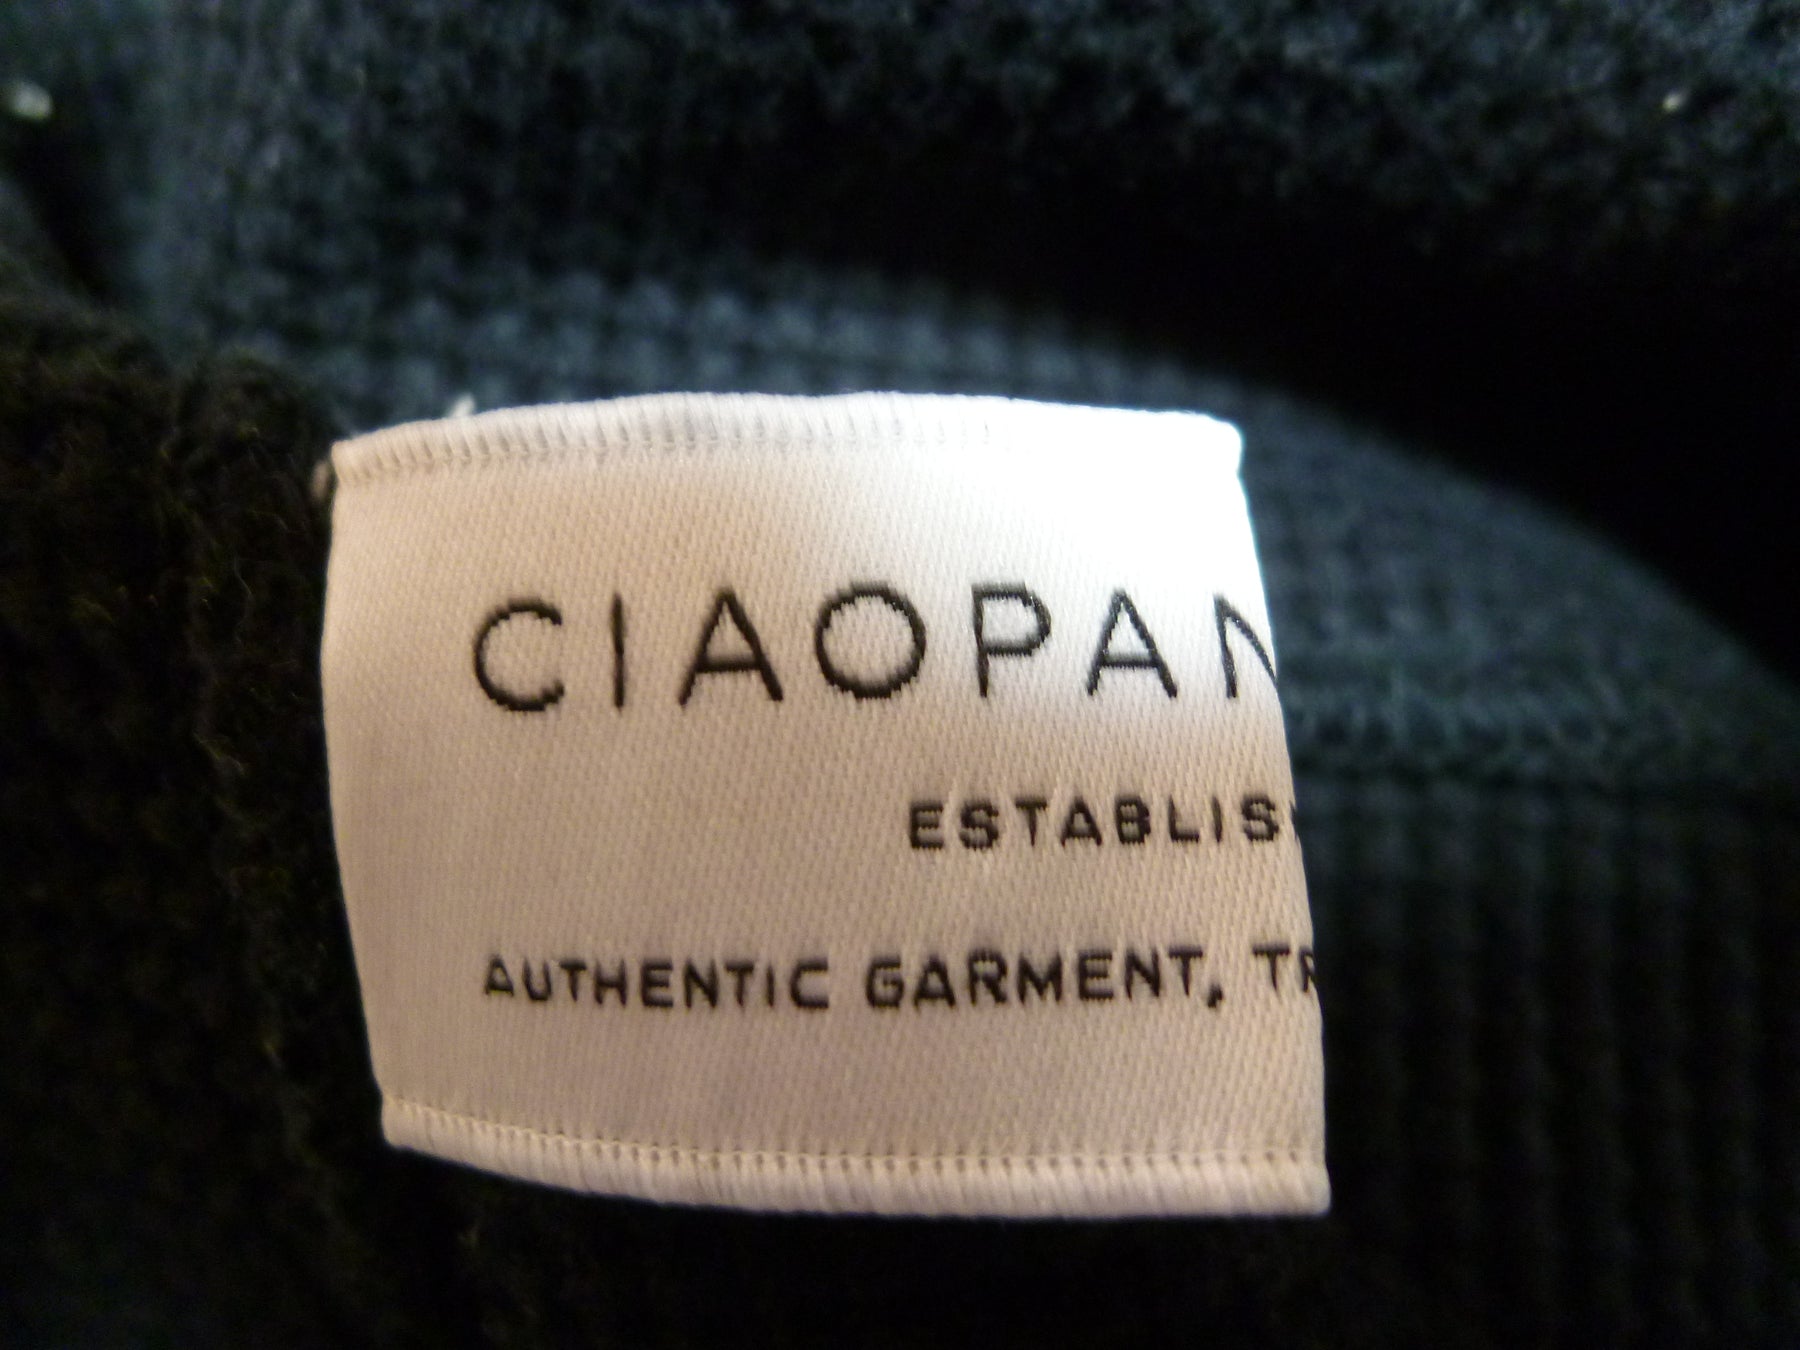 CIAOPAN
ESTABLIS
AUTHENTIC GARMENT, TR